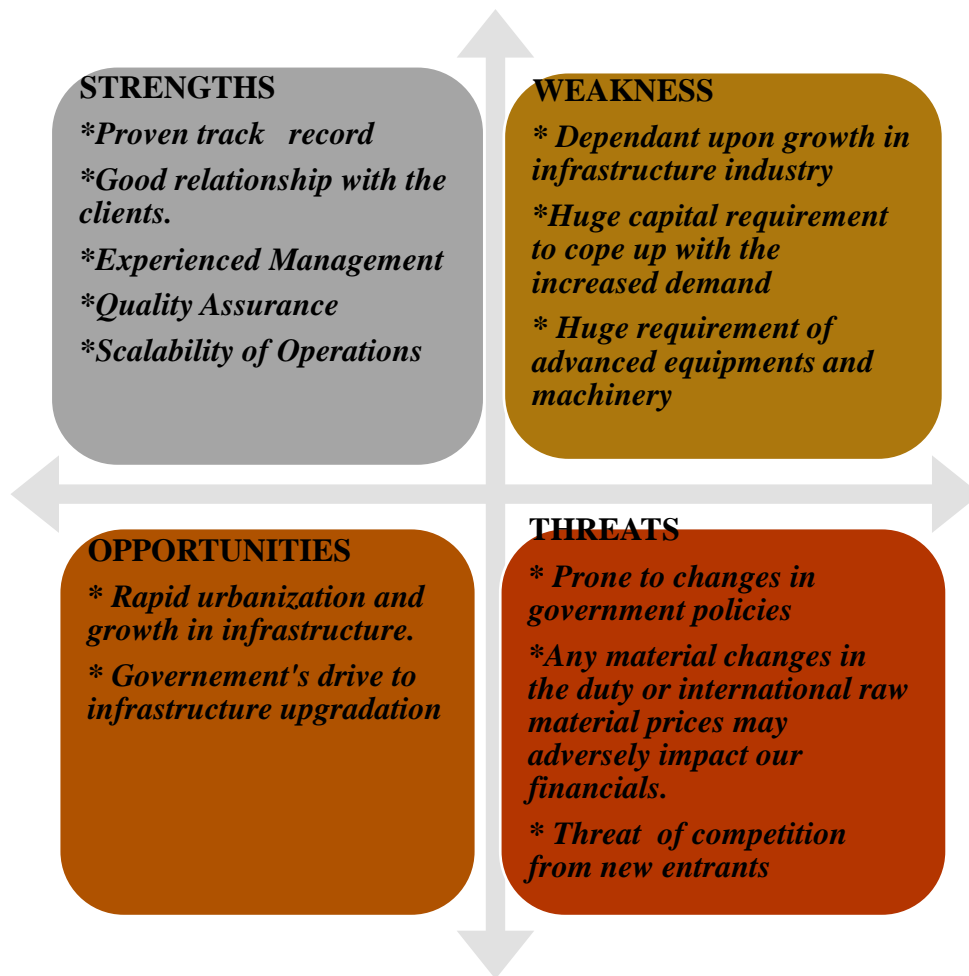 STRENGTHS
*Proven track record
*Good relationship with the
clients.
*Experienced Management
*Quality Assurance
*Scalability of Operations
WEAKNESS
* Dependant upon growth in
infrastructure industry
*Huge capital requirement
to cope up with the
increased demand
* Huge requirement of
advanced equipments and
machinery
OPPORTUNITIES
* Rapid urbanization and
growth in infrastructure.
* Governement's drive to
infrastructure upgradation
THREATS
* Prone to changes in
government policies
*Any material changes in
the duty or international raw
material prices may
adversely impact our
financials.
* Threat of competition
from new entrants